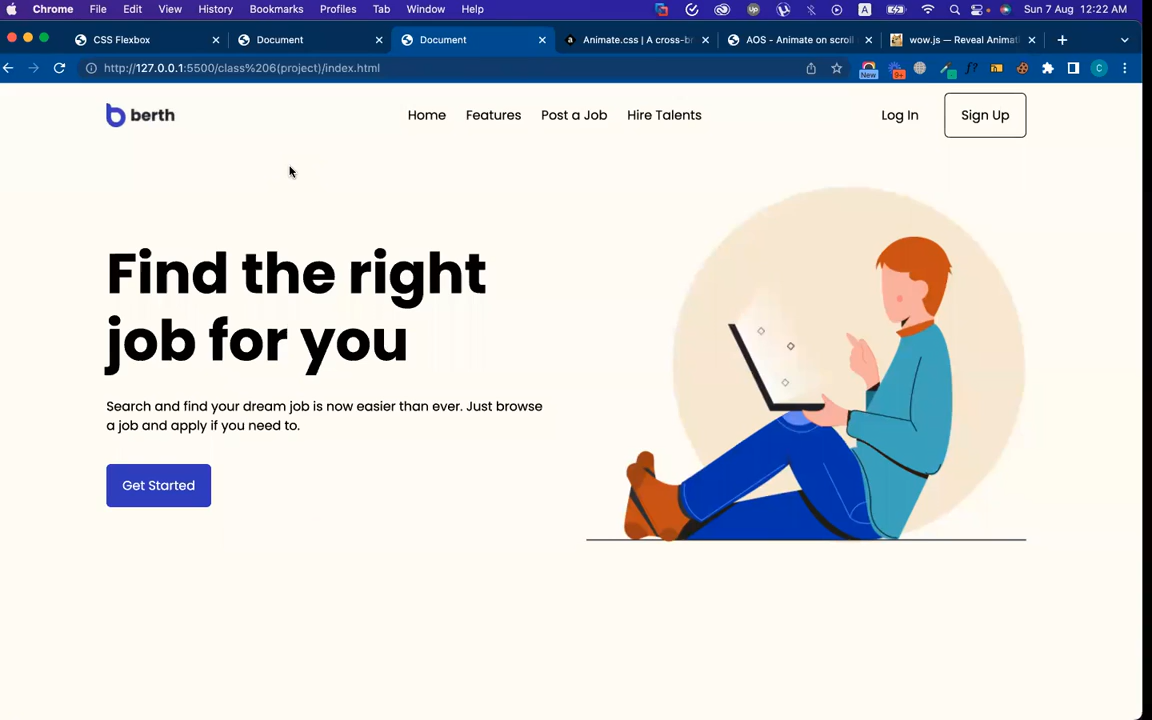 Chrome File Edit View History Bookmarks Profiles Tab Window Help
Up
A
Sun 7 Aug 12:22 AM
CSS Flexbox
Document
Document
Animate.css | A cross-br
AOS - Animate on scroll
wow.js — Reveal Animati
http://127.0.0.1:5500/class%206(project)/index.html
New
9+
f?
C
berth
Home Features Post a Job Hire Talents
Log In Sign Up
Find the right
job for you
Search and find your dream job is now easier than ever. Just browse
a job and apply if you need to.
Get Started